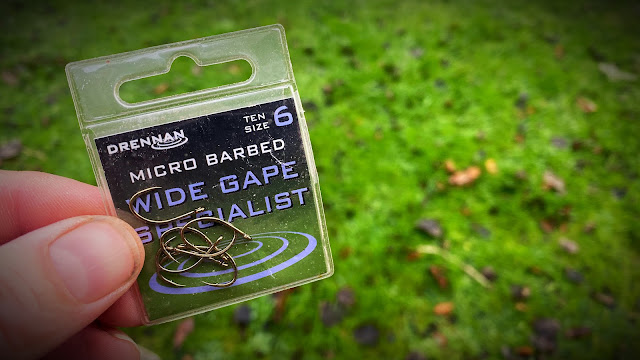 DRENNAN
TEN
SIZE 6
MICRO BARBED
WIDE GAPE
SPECIALIST